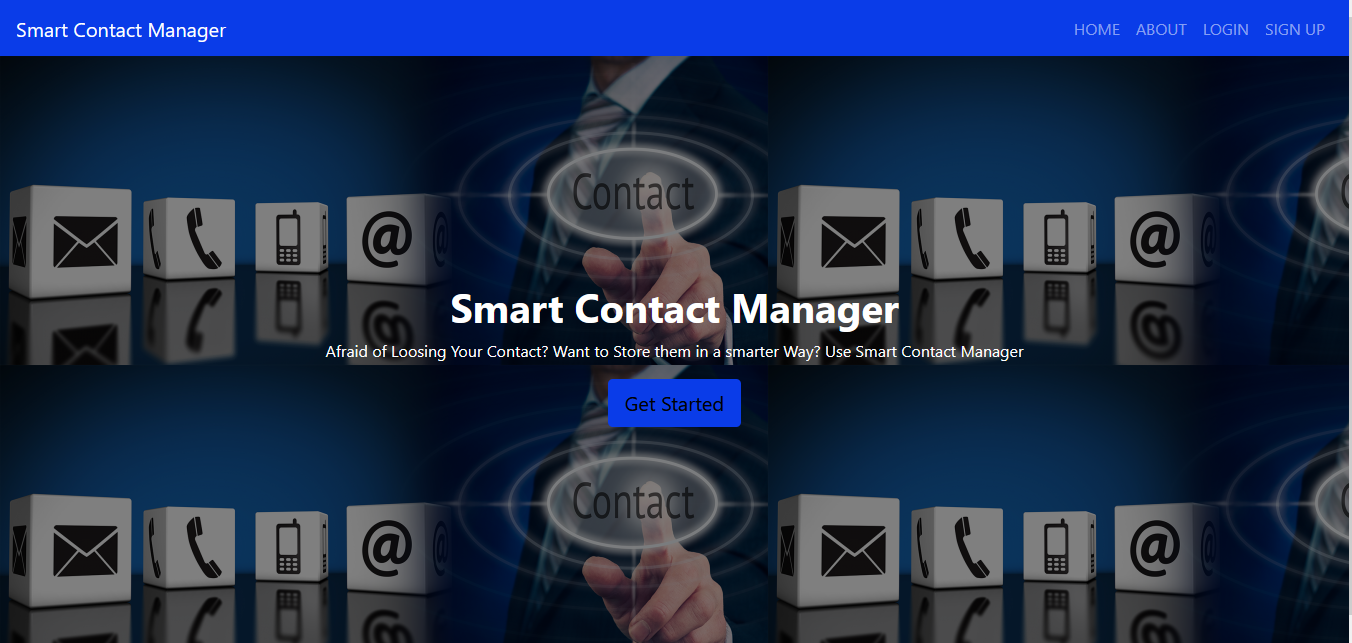 Smart Contact Manager
HOME ABOUT LOGIN SIGN UP
Contact
@ @
@
Smart Contact Manager
Afraid of Loosing Your Contact? Want to Store them in a smarter Way? Use Smart Contact Manager
Get Started
Contact
@ @
@